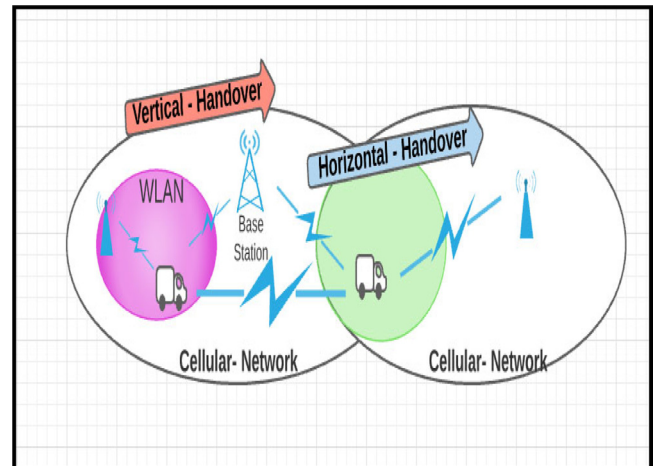 Vertical - Handover
Horizontal - Handover
WLAN
Base
Station
Cellular- Network
Cellular- Network